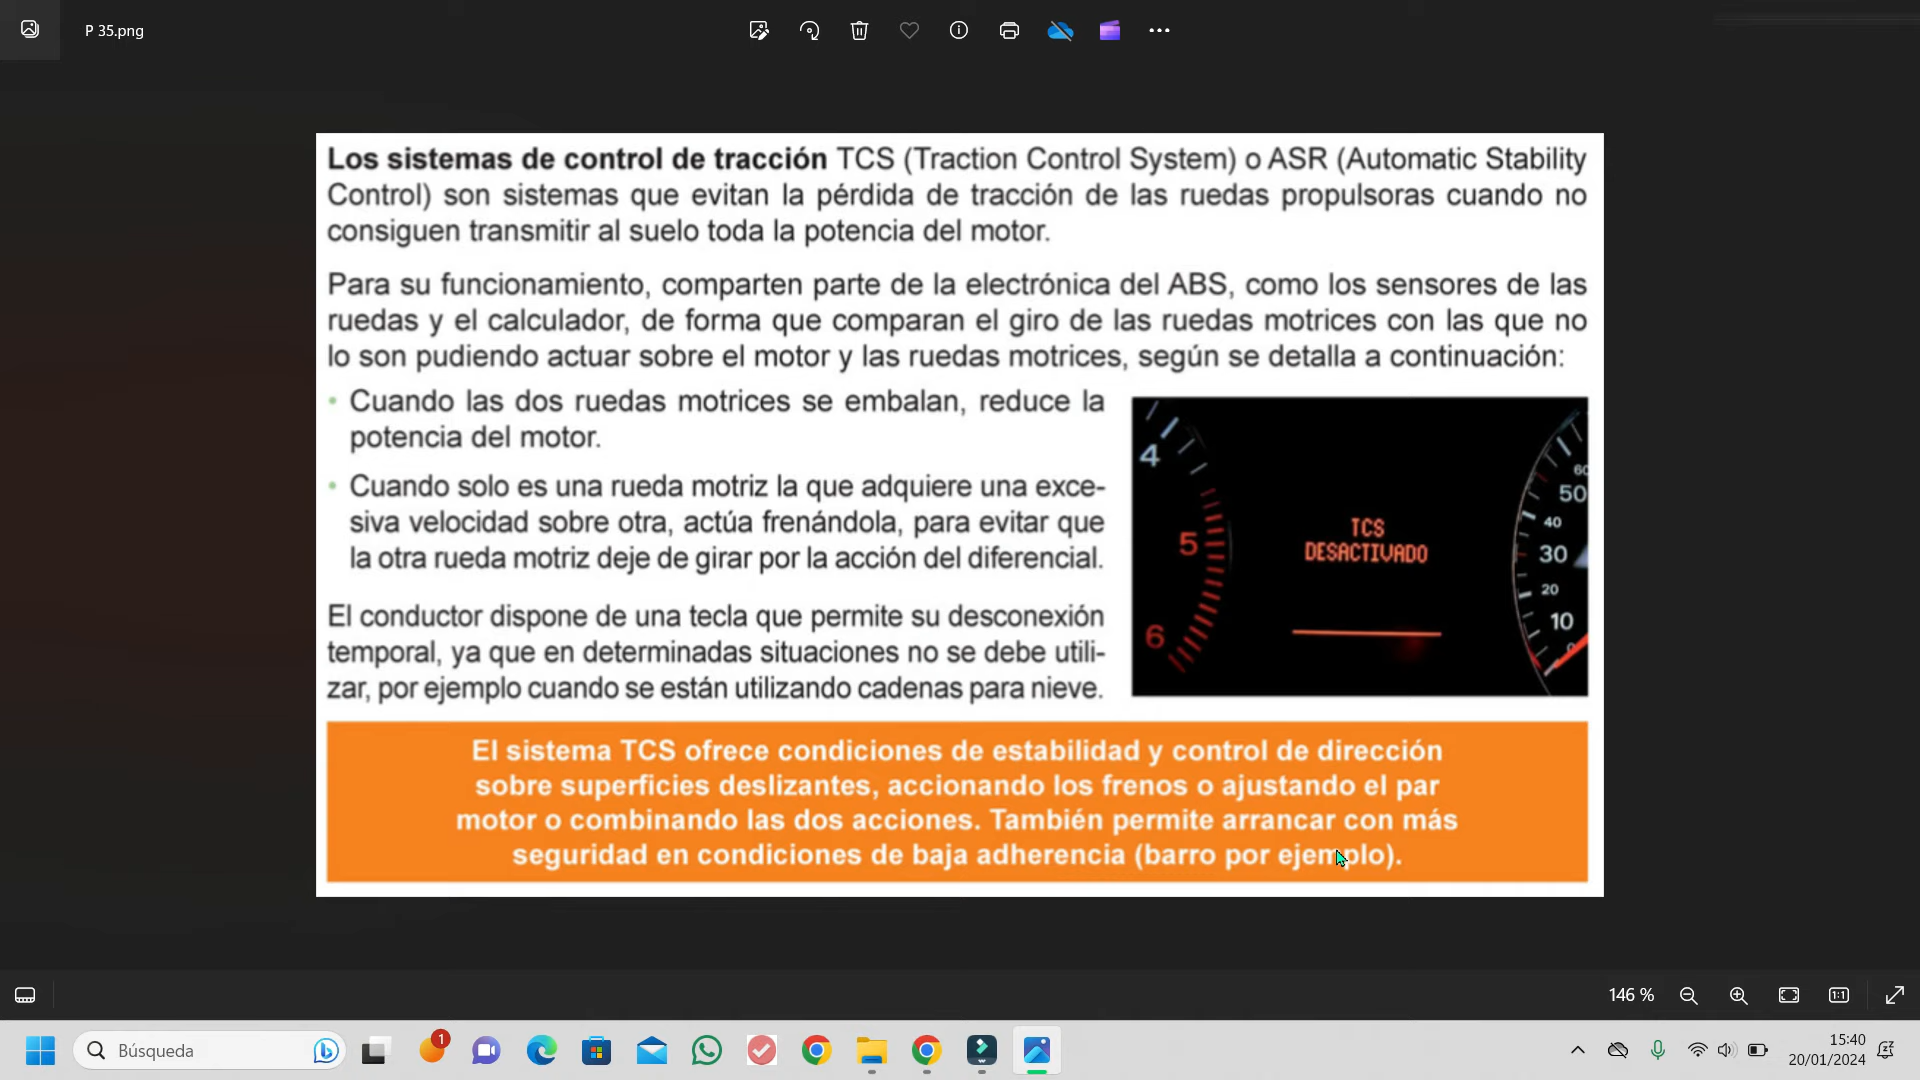 P 35.png
Los sistemas de control de tracción TCS (Traction Control System) o ASR (Automatic Stability
Control) son sistemas que evitan la pérdida de tracción de las ruedas propulsoras cuando no
consiguen transmitir al suelo toda la potencia del motor.
Para su funcionamiento, comparten parte de la electrónica del ABS, como los sensores de las
ruedas y el calculador, de forma que comparan el giro de las ruedas motrices con las que no
lo son pudiendo actuar sobre el motor y las ruedas motrices, según se detalla a continuación:
• Cuando las dos ruedas motrices se embalan, reduce la
potencia del motor.
• Cuando solo es una rueda motriz la que adquiere una exce-
siva velocidad sobre otra, actúa frenándola, para evitar que
la otra rueda motriz deje de girar por la acción del diferencial.
El conductor dispone de una tecla que permite su desconexión
temporal, ya que en determinadas situaciones no se debe utili-
zar, por ejemplo cuando se están utilizando cadenas para nieve.
4
5
6
TCS
DESACTIVADO
60
50
40
30
20
10
0
El sistema TCS ofrece condiciones de estabilidad y control de dirección
sobre superficies deslizantes, accionando los frenos o ajustando el par
motor o combinando las dos acciones. También permite arrancar con más
seguridad en condiciones de baja adherencia (barro por ejemplo).
146 %
1:1
Búsqueda
1
15:40
20/01/2024